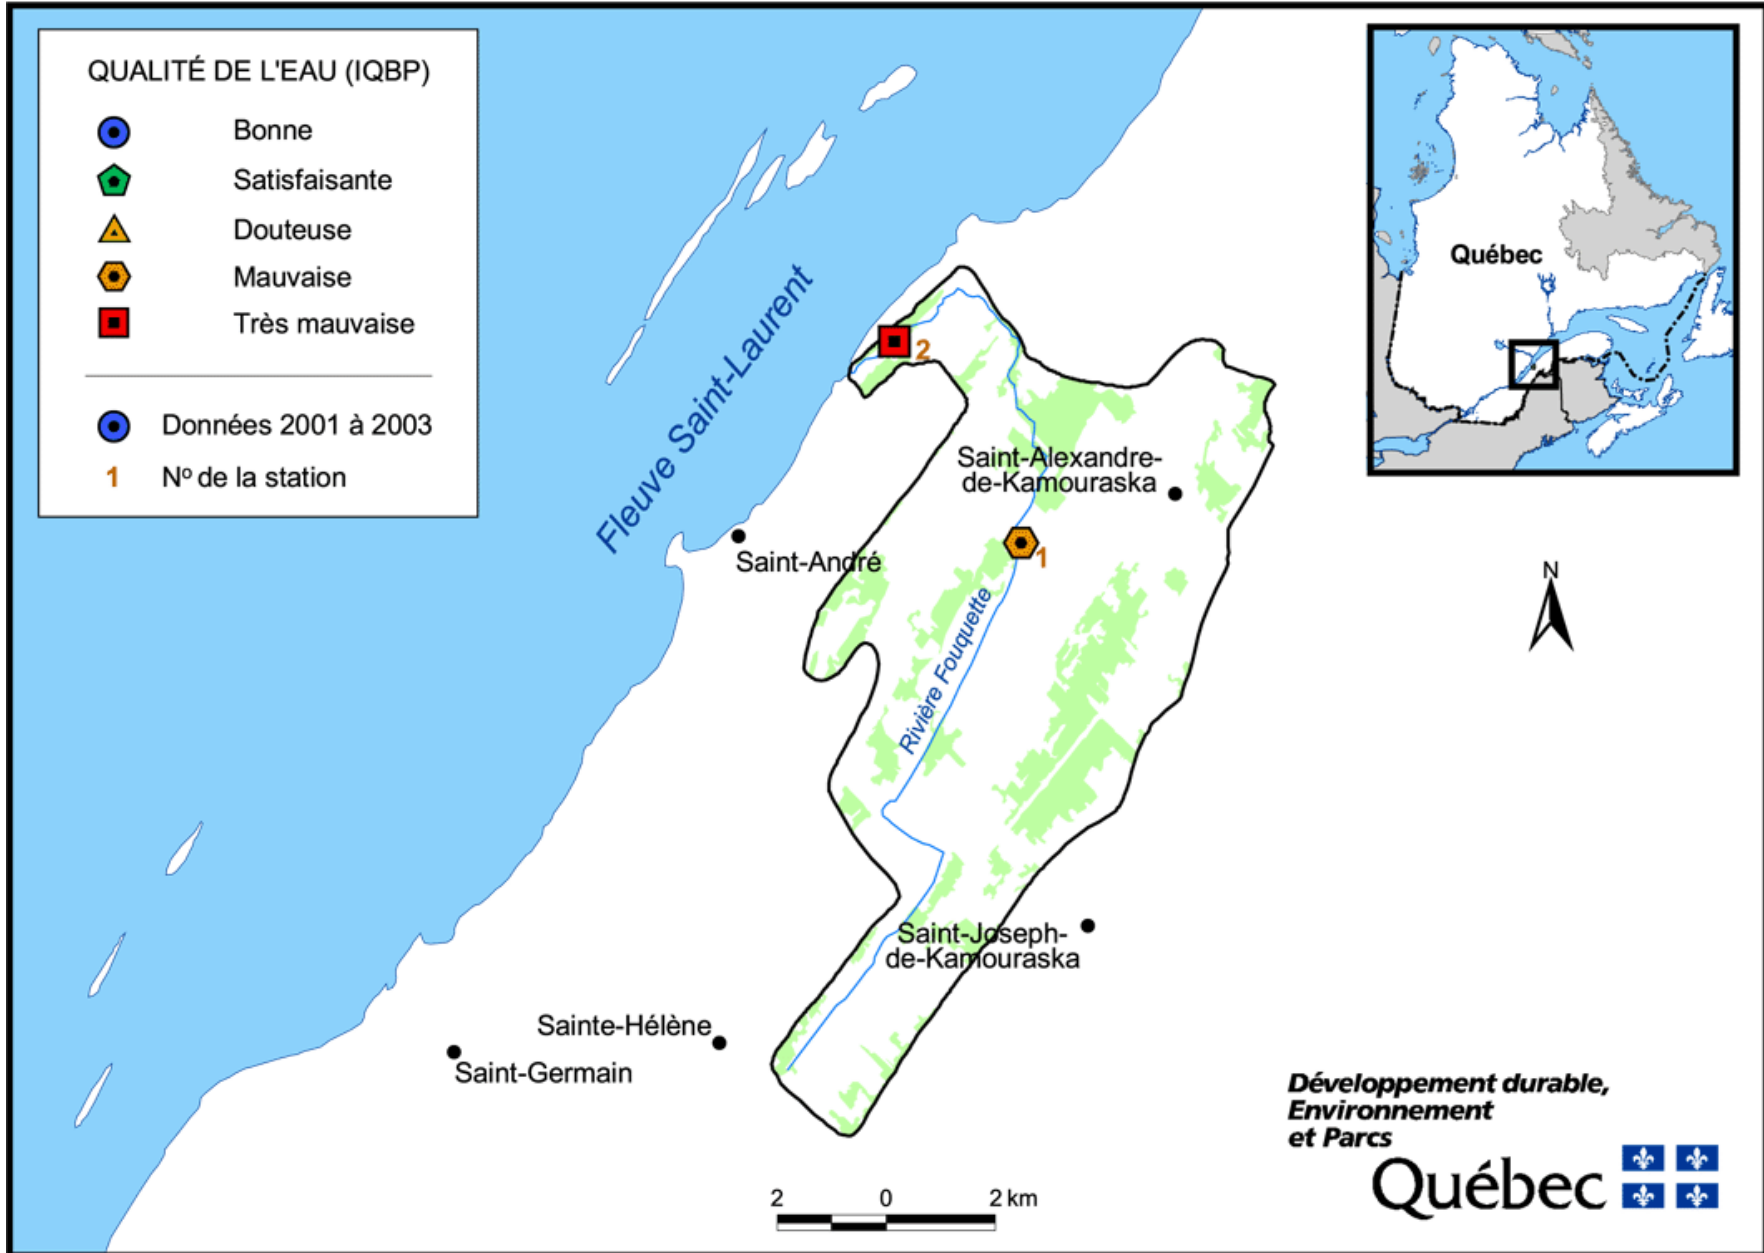 QUALITÉ DE L'EAU (IQBP)
Bonne
Satisfaisante
Douteuse
Mauvaise
Très mauvaise
Données 2001 à 2003
1 Nº de la station
Fleuve Saint-Laurent
2
Saint-Alexandre-
de-Kamouraska
1
Saint-André
Rivière Fouquette
Saint-Joseph-
de-Kamouraska
Sainte-Hélène
Saint-Germain
2 0 2 km
Québec
N
Développement durable,
Environnement
et Parcs
Québec